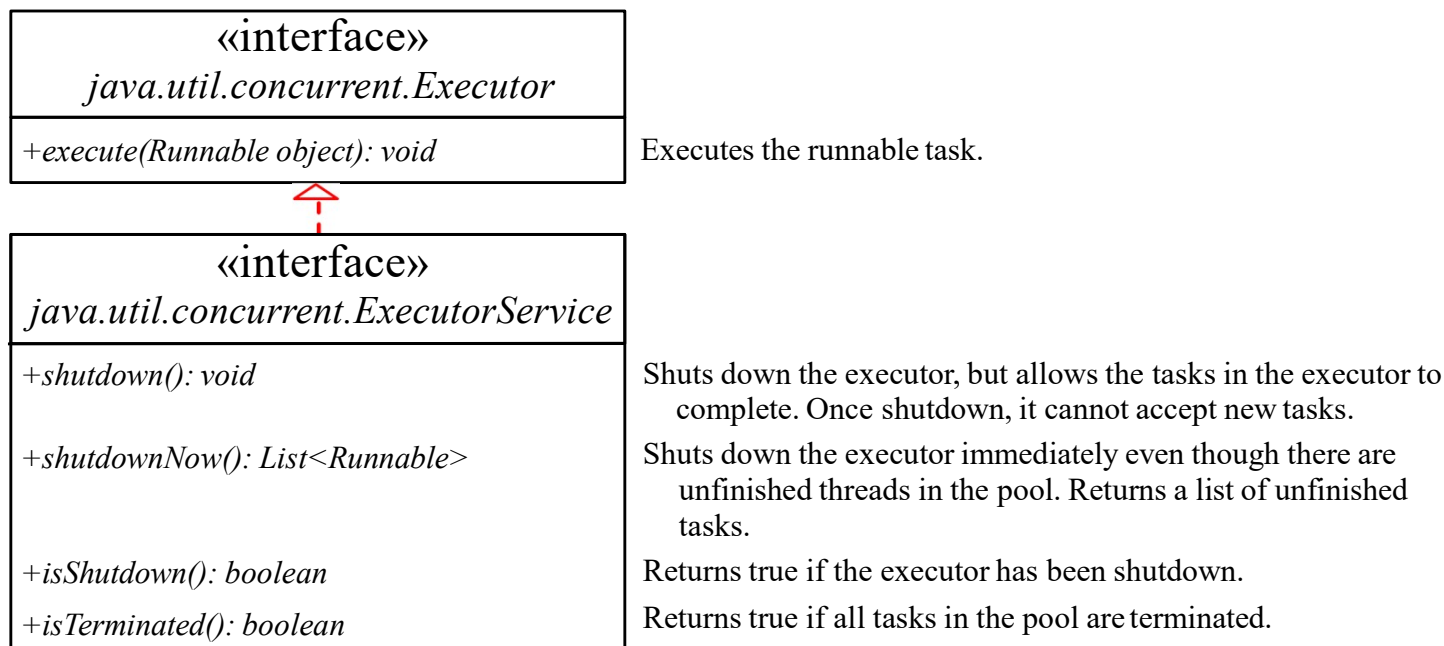 «interface»
java.util.concurrent.Executor
+execute(Runnable object): void
Executes the runnable task.
«interface»
java.util.concurrent.ExecutorService
+shutdown(): void
Shuts down the executor, but allows the tasks in the executor to
complete. Once shutdown, it cannot accept new tasks.
+shutdownNow(): List<Runnable>
Shuts down the executor immediately even though there are
unfinished threads in the pool. Returns a list of unfinished
tasks.
+isShutdown(): boolean
Returns true if the executor has been shutdown.
+isTerminated(): boolean
Returns true if all tasks in the pool are terminated.